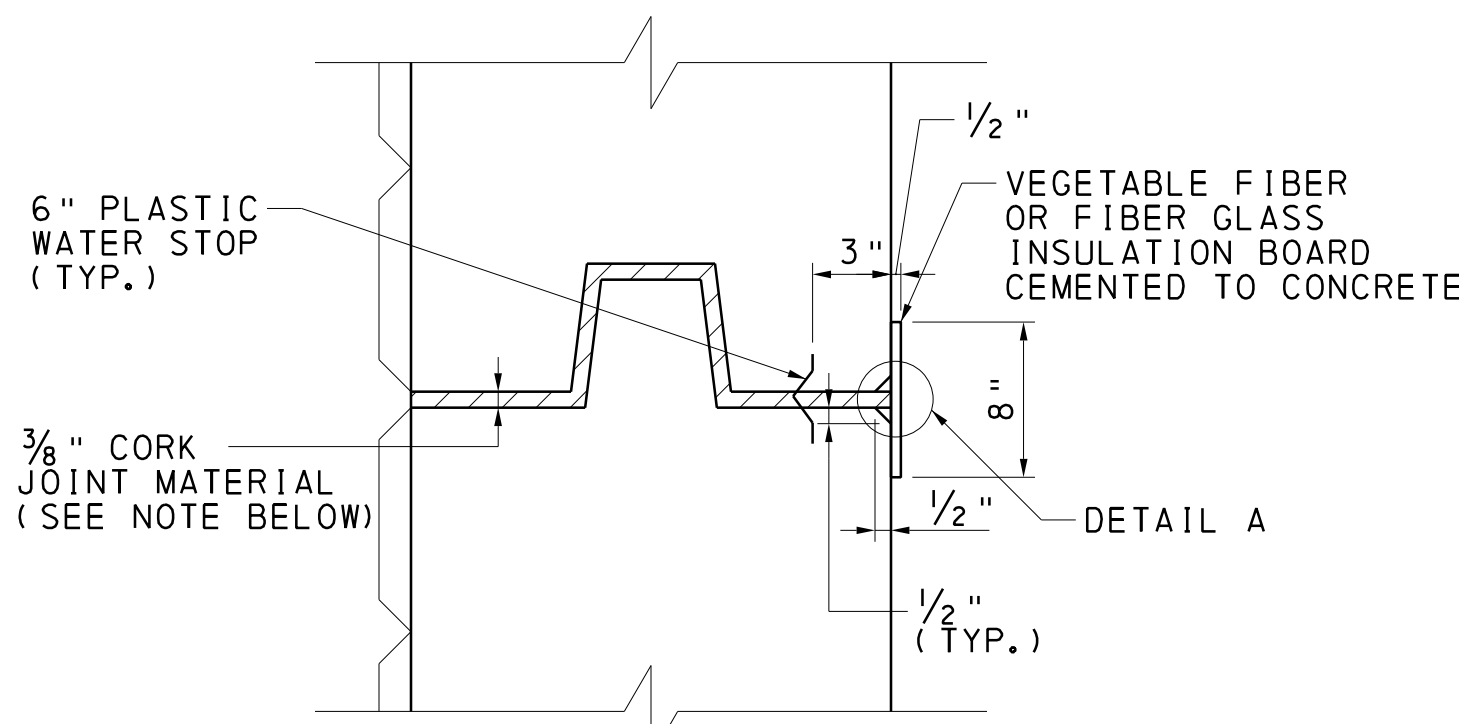 1/2"
VEGETABLE FIBER
OR FIBER GLASS
INSULATION BOARD
CEMENTED TO CONCRETE
6" PLASTIC
WATER STOP
(TYP.)
3"
8"
3/8" CORK
JOINT MATERIAL
(SEE NOTE BELOW)
1/2"
DETAIL A
1/2"
(TYP.)